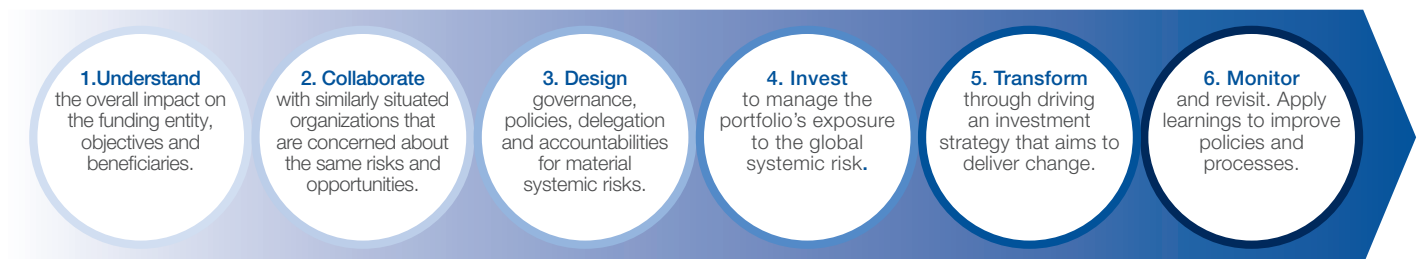 1.Understand
the overall impact on
the funding entity,
objectives and
beneficiaries.
2. Collaborate
with similarly situated
organizations that
are concerned about
the same risks and
opportunities.
3. Design
governance,
policies, delegation
and accountabilities
for material
systemic risks.
4. Invest
to manage the
portfolio’s exposure
to the global
systemic risk.
5. Transform
through driving
an investment
strategy that aims to
deliver change.
6. Monitor
and revisit. Apply
learnings to improve
policies and
processes.